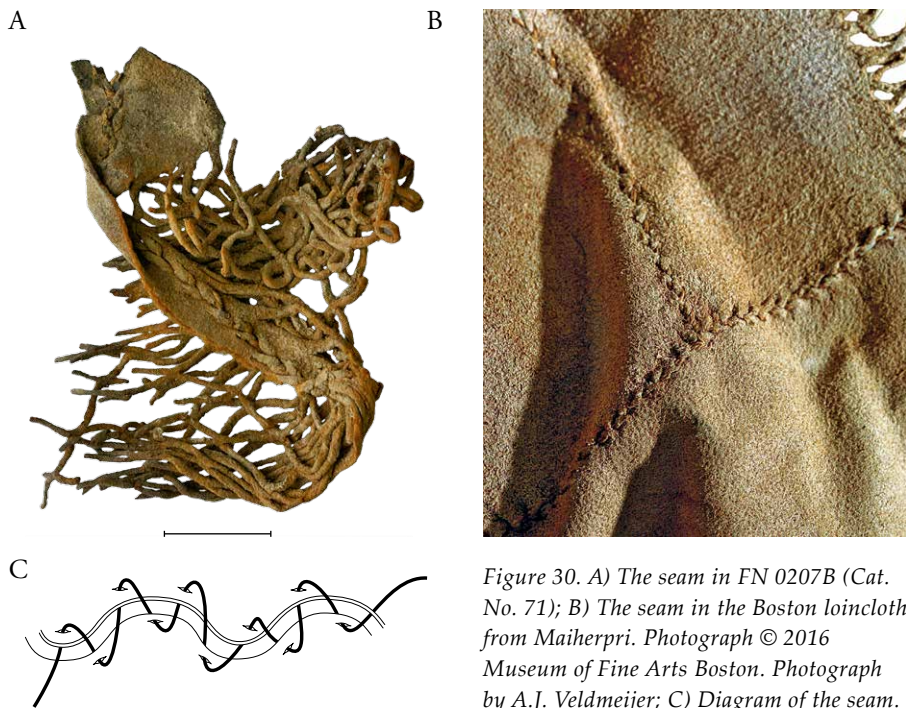 A
B
C
Figure 30. A) The seam in FN 0207B (Cat.
No. 71); B) The seam in the Boston loincloth
from Maiherpri. Photograph © 2016
Museum of Fine Arts Boston. Photograph
by A.J. Veldmeijer; C) Diagram of the seam.